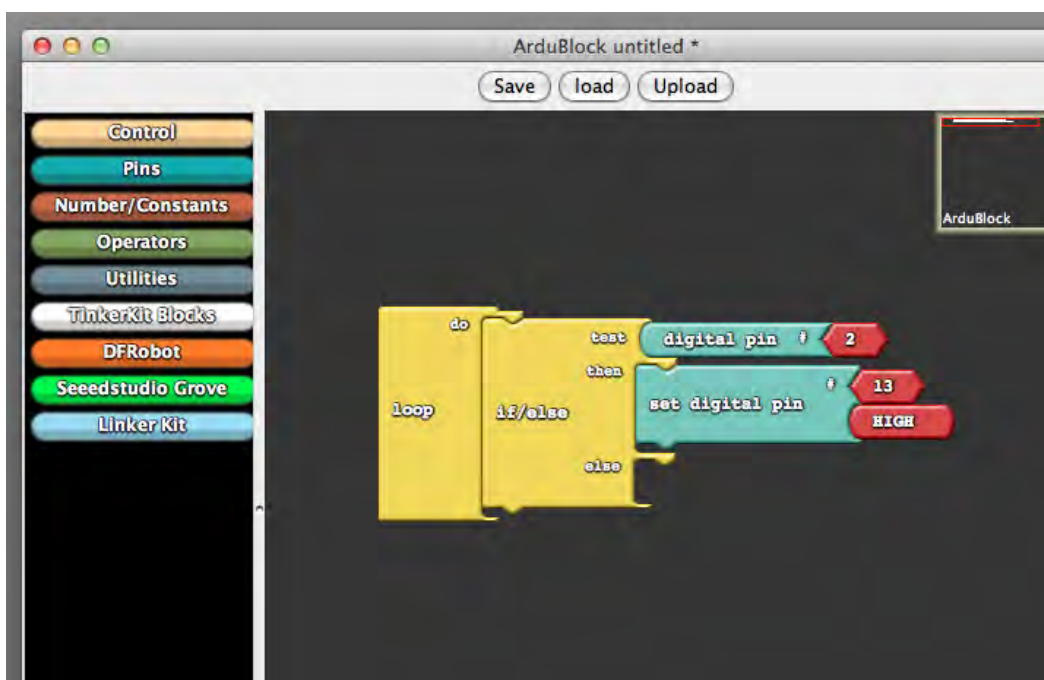 ArduBlock untitled *
Save load Upload
Control
Pins
Number/Constants
Operators
Utilities
TinkerKit Blocks
DFRobot
Seeedstudio Grove
Linker Kit
ArduBlock
loop
do
if/else
test
digital pin # 2
then
set digital pin
# 13
HIGH
else